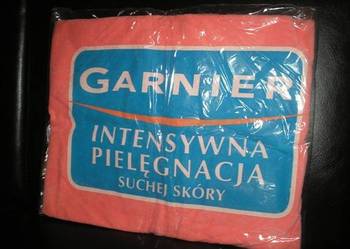 GARNIER
INTENSYWNA
PIELĘGNACJA
SUCHEJ SKÓRY